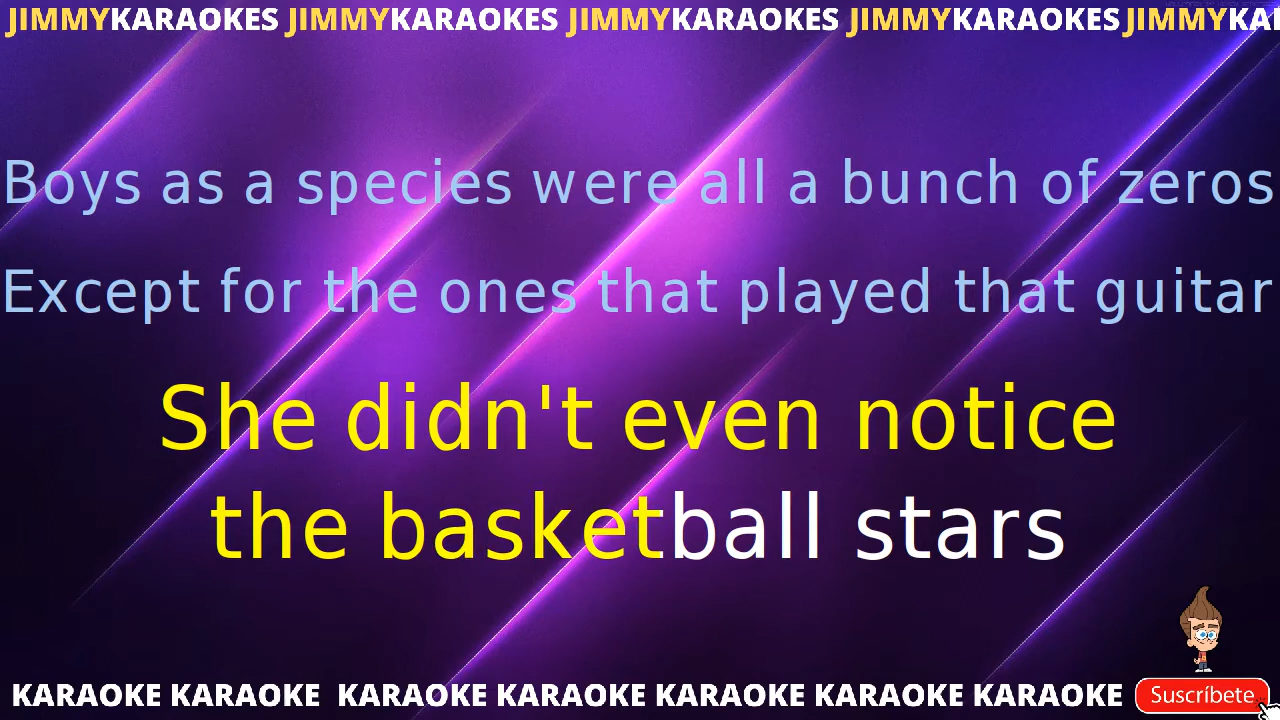 JIMMYKARAOKES JIMMYKARAOKES JIMMYKARAOKES JIMMYKARAOKES JIMMYKA
Boys as a species were all a bunch of zeros
Except for the ones that played that guitar
She didn't even notice
the basketball stars
KARAOKE KARAOKE KARAOKE KARAOKE KARAOKE KARAOKE KARAOKE
Suscríbete